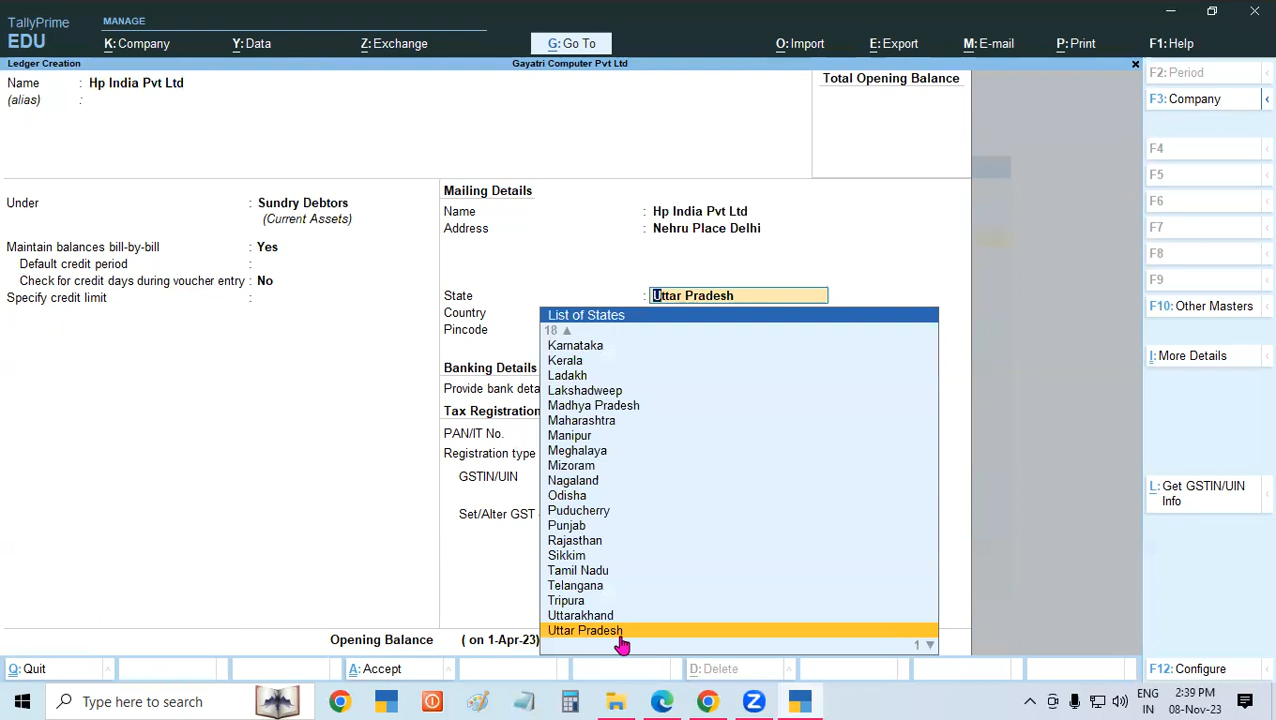 TallyPrime
EDU
MANAGE
K: Company
Y: Data
Z: Exchange
G: Go To
O: Import
E: Export
M: E-mail
P: Print
F1: Help
Ledger Creation
Gayatri Computer Pvt Ltd
Name : Hp India Pvt Ltd
(alias) :
Total Opening Balance
Under : Sundry Debtors
(Current Assets)
Maintain balances bill-by-bill : Yes
Default credit period :
Check for credit days during voucher entry : No
Specify credit limit :
Mailing Details
Name : Hp India Pvt Ltd
Address : Nehru Place Delhi
State : Uttar Pradesh
Country
Pincode
Banking Details
Provide bank deta
Tax Registration
PAN/IT No.
Registration type
GSTIN/UIN
Set/Alter GST
List of States
18 ▲
Karnataka
Kerala
Ladakh
Lakshadweep
Madhya Pradesh
Maharashtra
Manipur
Meghalaya
Mizoram
Nagaland
Odisha
Puducherry
Punjab
Rajasthan
Sikkim
Tamil Nadu
Telangana
Tripura
Uttarakhand
Uttar Pradesh
1 ▼
Opening Balance ( on 1-Apr-23)
F2: Period
F3: Company
F4
F5
F6
F7
F8
F9
F10: Other Masters
I: More Details
L: Get GSTIN/UIN
Info
F12: Configure
Q: Quit
A: Accept
D: Delete
Type here to search
ENG
IN
2:39 PM
08-Nov-23